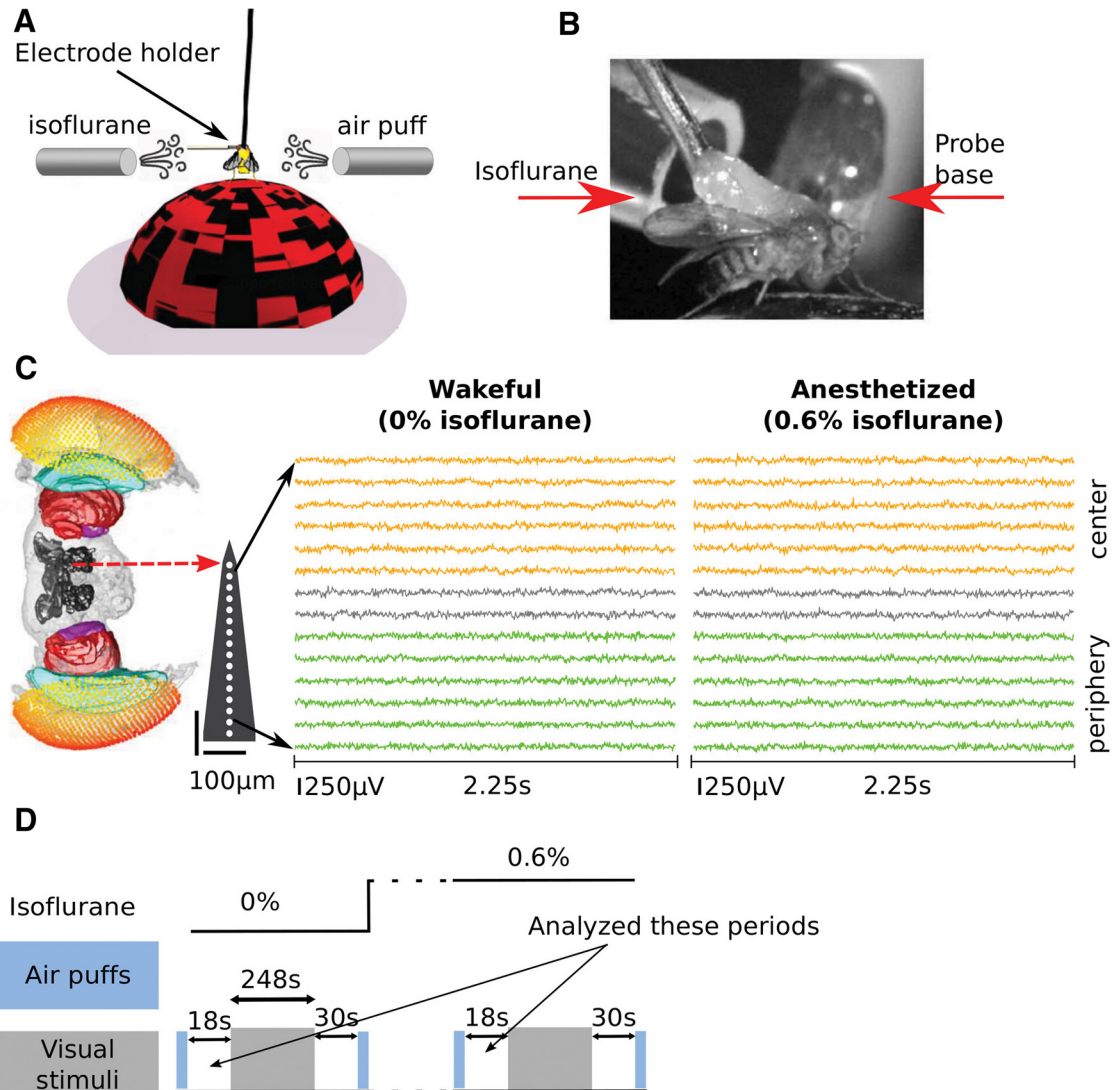 A
Electrode holder
isoflurane
air puff
B
Isoflurane
Probe
base
C
Wakeful
(0% isoflurane)
Anesthetized
(0.6% isoflurane)
center
periphery
100μm
250μV
2.25s
250μV
2.25s
D
Isoflurane
0%
0.6%
Analyzed these periods
Air puffs
248s
18s
30s
18s
30s
Visual
stimuli